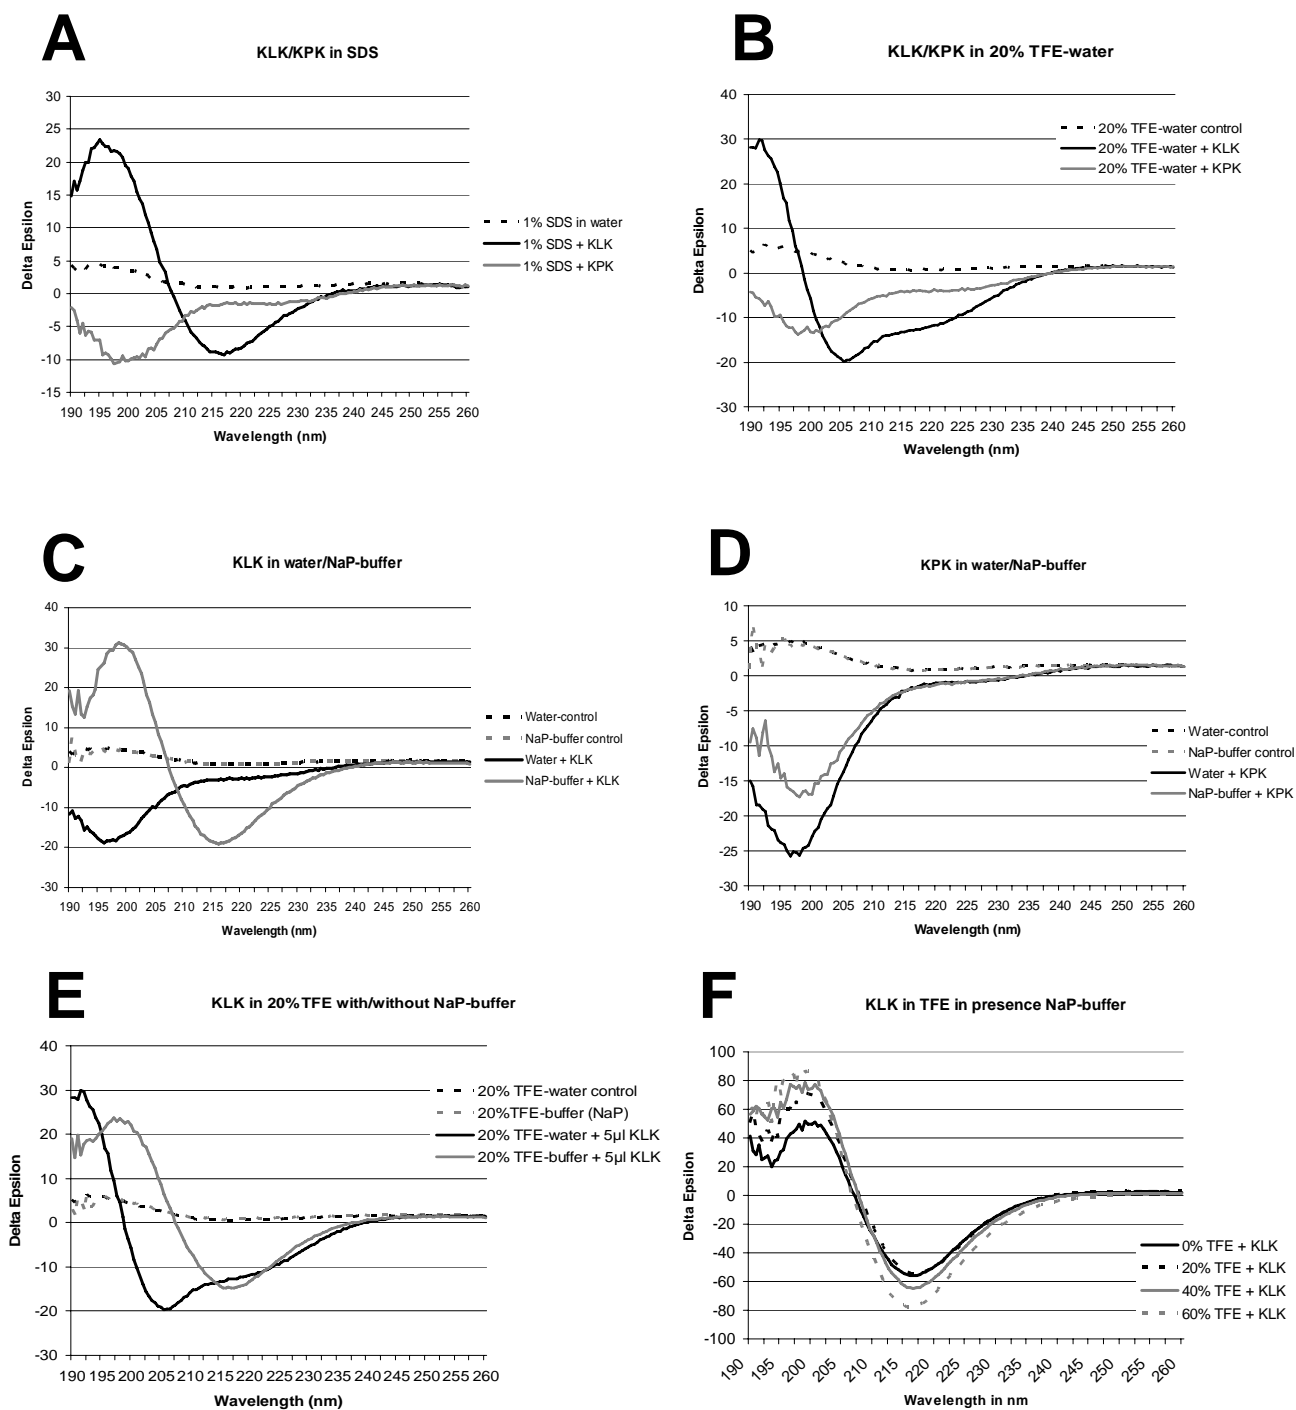 A
KLK/KPK in SDS
30
25
20
15
10
5
0
-5
-10
-15
Delta Epsilon
190 195 200 205 210 215 220 225 230 235 240 245 250 255 260
Wavelength (nm)
1% SDS in water
1% SDS + KLK
1% SDS + KPK
B
KLK/KPK in 20% TFE-water
40
30
20
10
0
-10
-20
-30
Delta Epsilon
190 195 200 205 210 215 220 225 230 235 240 245 250 255 260
Wavelength (nm)
20% TFE-water control
20% TFE-water + KLK
20% TFE-water + KPK
C
KLK in water/NaP-buffer
40
30
20
10
0
-10
-20
-30
Delta Epsilon
190 195 200 205 210 215 220 225 230 235 240 245 250 255 260
Wavelength (nm)
Water-control
NaP-buffer control
Water + KLK
NaP-buffer + KLK
D
KPK in water/NaP-buffer
10
5
0
-5
-10
-15
-20
-25
-30
Delta Epsilon
190 195 200 205 210 215 220 225 230 235 240 245 250 255 260
Wavelength (nm)
Water-control
NaP-buffer control
Water + KPK
NaP-buffer + KPK
E
KLK in 20% TFE with/without NaP-buffer
40
30
20
10
0
-10
-20
-30
Delta Epsilon
190 195 200 205 210 215 220 225 230 235 240 245 250 255 260
Wavelength (nm)
20% TFE-water control
20%TFE-buffer (NaP)
20% TFE-water + 5µl KLK
20% TFE-buffer + 5µl KLK
F
KLK in TFE in presence NaP-buffer
100
80
60
40
20
0
-20
-40
-60
-80
-100
Delta Epsilon
190 195 200 205 210 215 220 225 230 235 240 245 250 255 260
Wavelength in nm
0% TFE + KLK
20% TFE + KLK
40% TFE + KLK
60% TFE + KLK